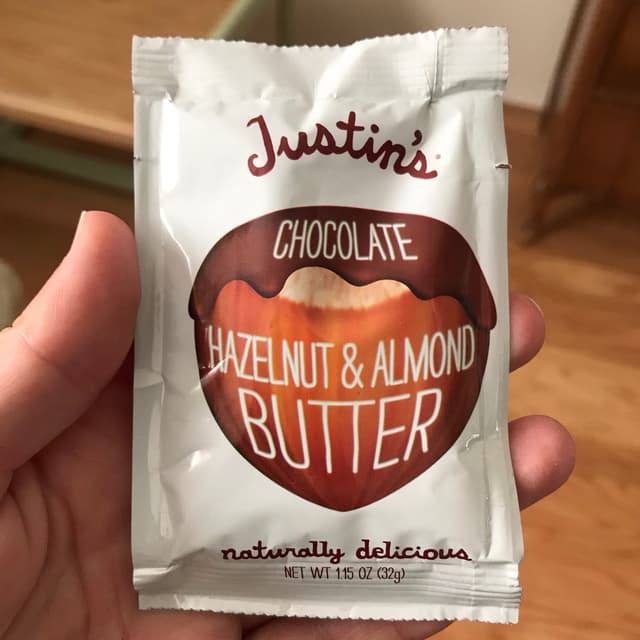 Justin's
CHOCOLATE
HAZELNUT & ALMOND
BUTTER
naturally delicious
NET WT 1.15 OZ (32g)